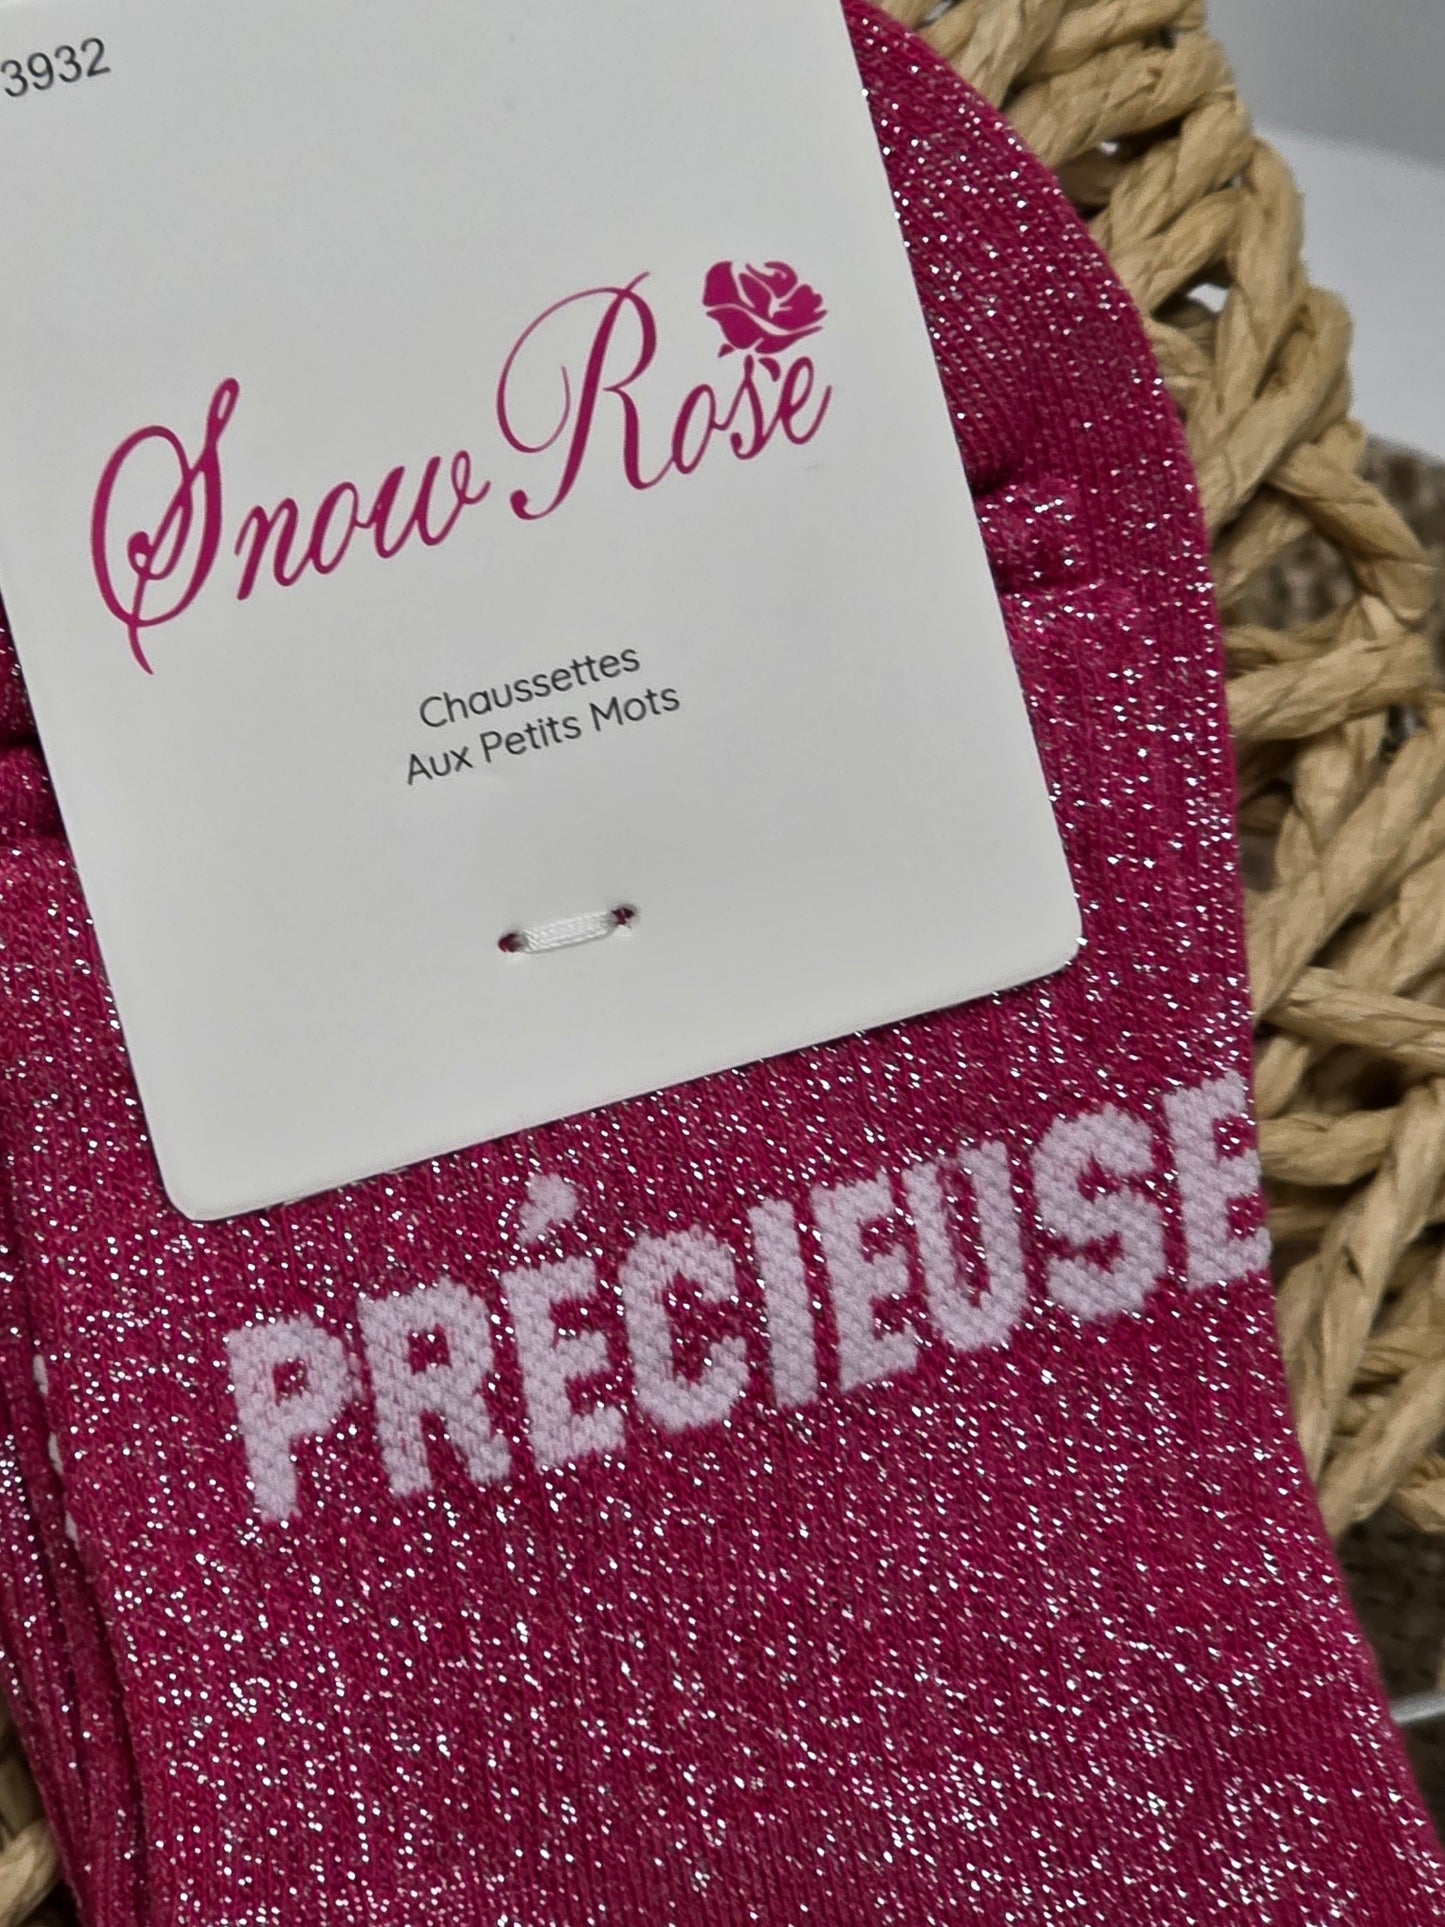 3932
Snow Rose
Chaussettes
Aux Petits Mots
PRÉCIEUSE